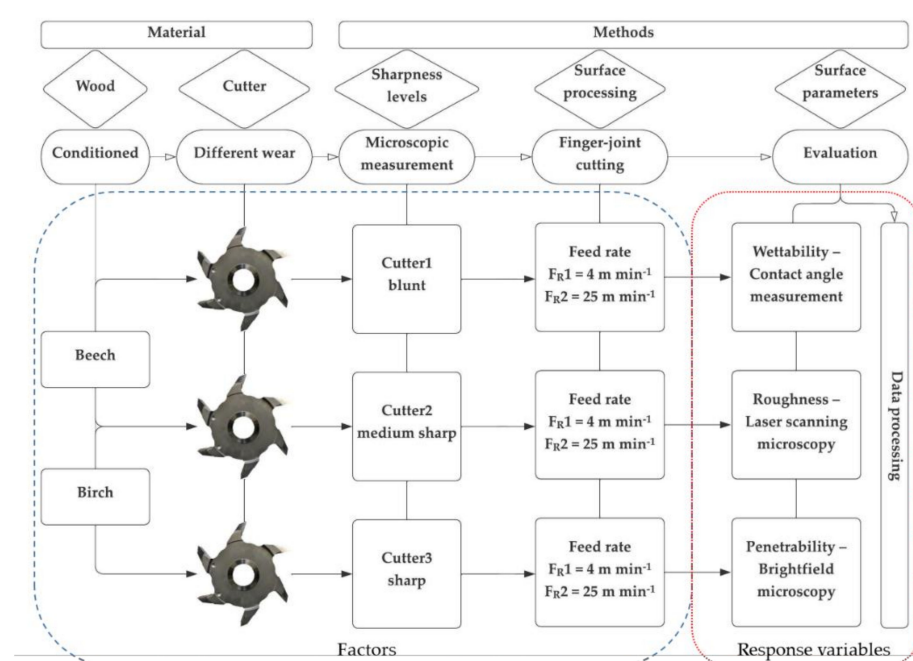 Material
Methods
Wood
Cutter
Sharpness
levels
Surface
processing
Surface
parameters
Conditioned
Different wear
Microscopic
measurement
Finger-joint
cutting
Evaluation
Beech
Birch
Cutter1
blunt
Feed rate
FR1 = 4 m min-1
FR2 = 25 m min-1
Wettability –
Contact angle
measurement
Cutter2
medium sharp
Feed rate
FR1 = 4 m min-1
FR2 = 25 m min-1
Roughness –
Laser scanning
microscopy
Cutter3
sharp
Feed rate
FR1 = 4 m min-1
FR2 = 25 m min-1
Penetrability –
Brightfield
microscopy
Data processing
Factors
Response variables